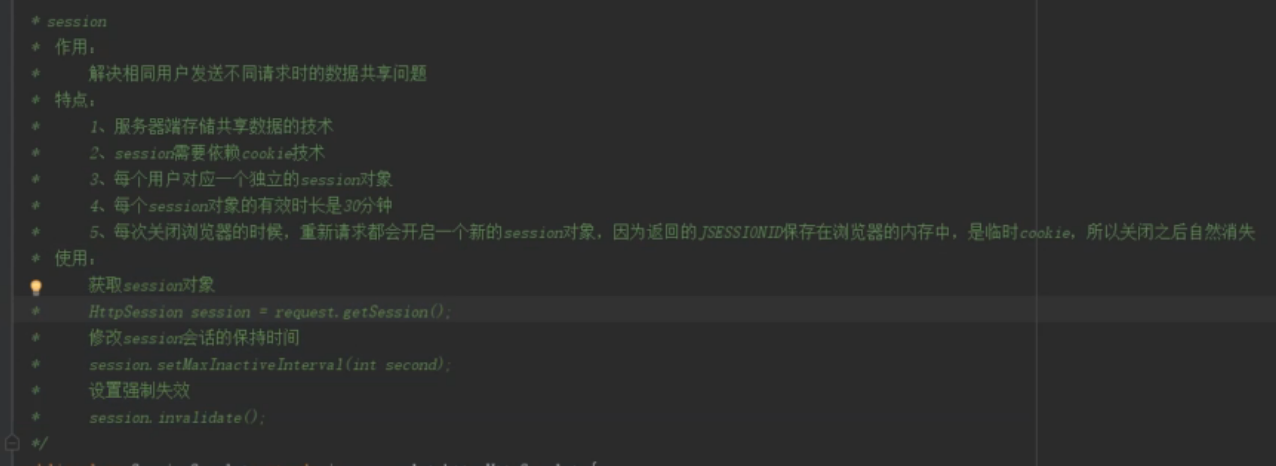 * session
* 作用：
* 解决相同用户发送不同请求时的数据共享问题
* 特点：
* 1、服务器端存储共享数据的技术
* 2、session需要依赖cookie技术
* 3、每个用户对应一个独立的session对象
* 4、每个session对象的有效时长是30分钟
* 5、每次关闭浏览器的时候，重新请求都会开启一个新的session对象，因为返回的JSESSIONID保存在浏览器的内存中，是临时cookie，所以关闭之后自然消失
* 使用：
获取session对象
* HttpSession session = request.getSession();
* 修改session会话的保持时间
* session.setMaxInactiveInterval(int second);
* 设置强制失效
* session.invalidate();
*/